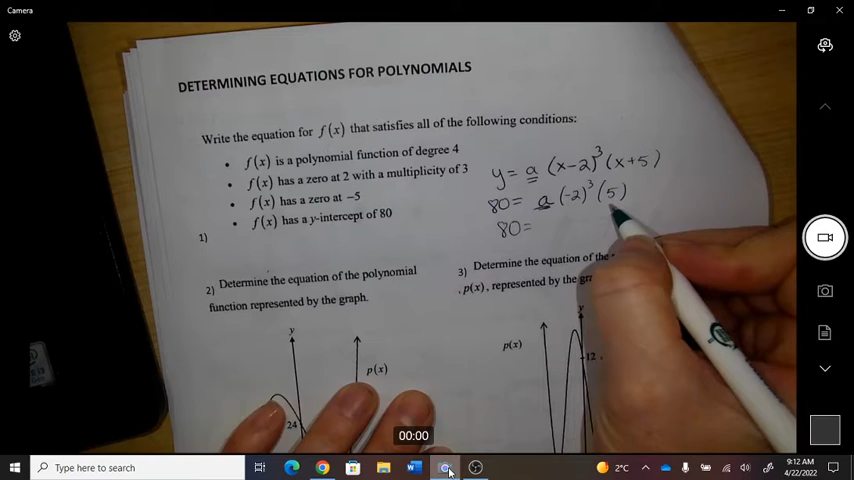 Camera
DETERMINING EQUATIONS FOR POLYNOMIALS
Write the equation for f(x) that satisfies all of the following conditions:
• f(x) is a polynomial function of degree 4
• f(x) has a zero at 2 with a multiplicity of 3
• f(x) has a zero at −5
• f(x) has a y-intercept of 80
1)
y = a (x-2)³(x+5)
80 = a (-2)³(5)
80 =
2) Determine the equation of the polynomial
function represented by the graph.
3) Determine the equation of the
p(x), represented by the
y
p(x)
24
y
p(x)
12
00:00
Type here to search
2°C
9:12 AM
4/22/2022